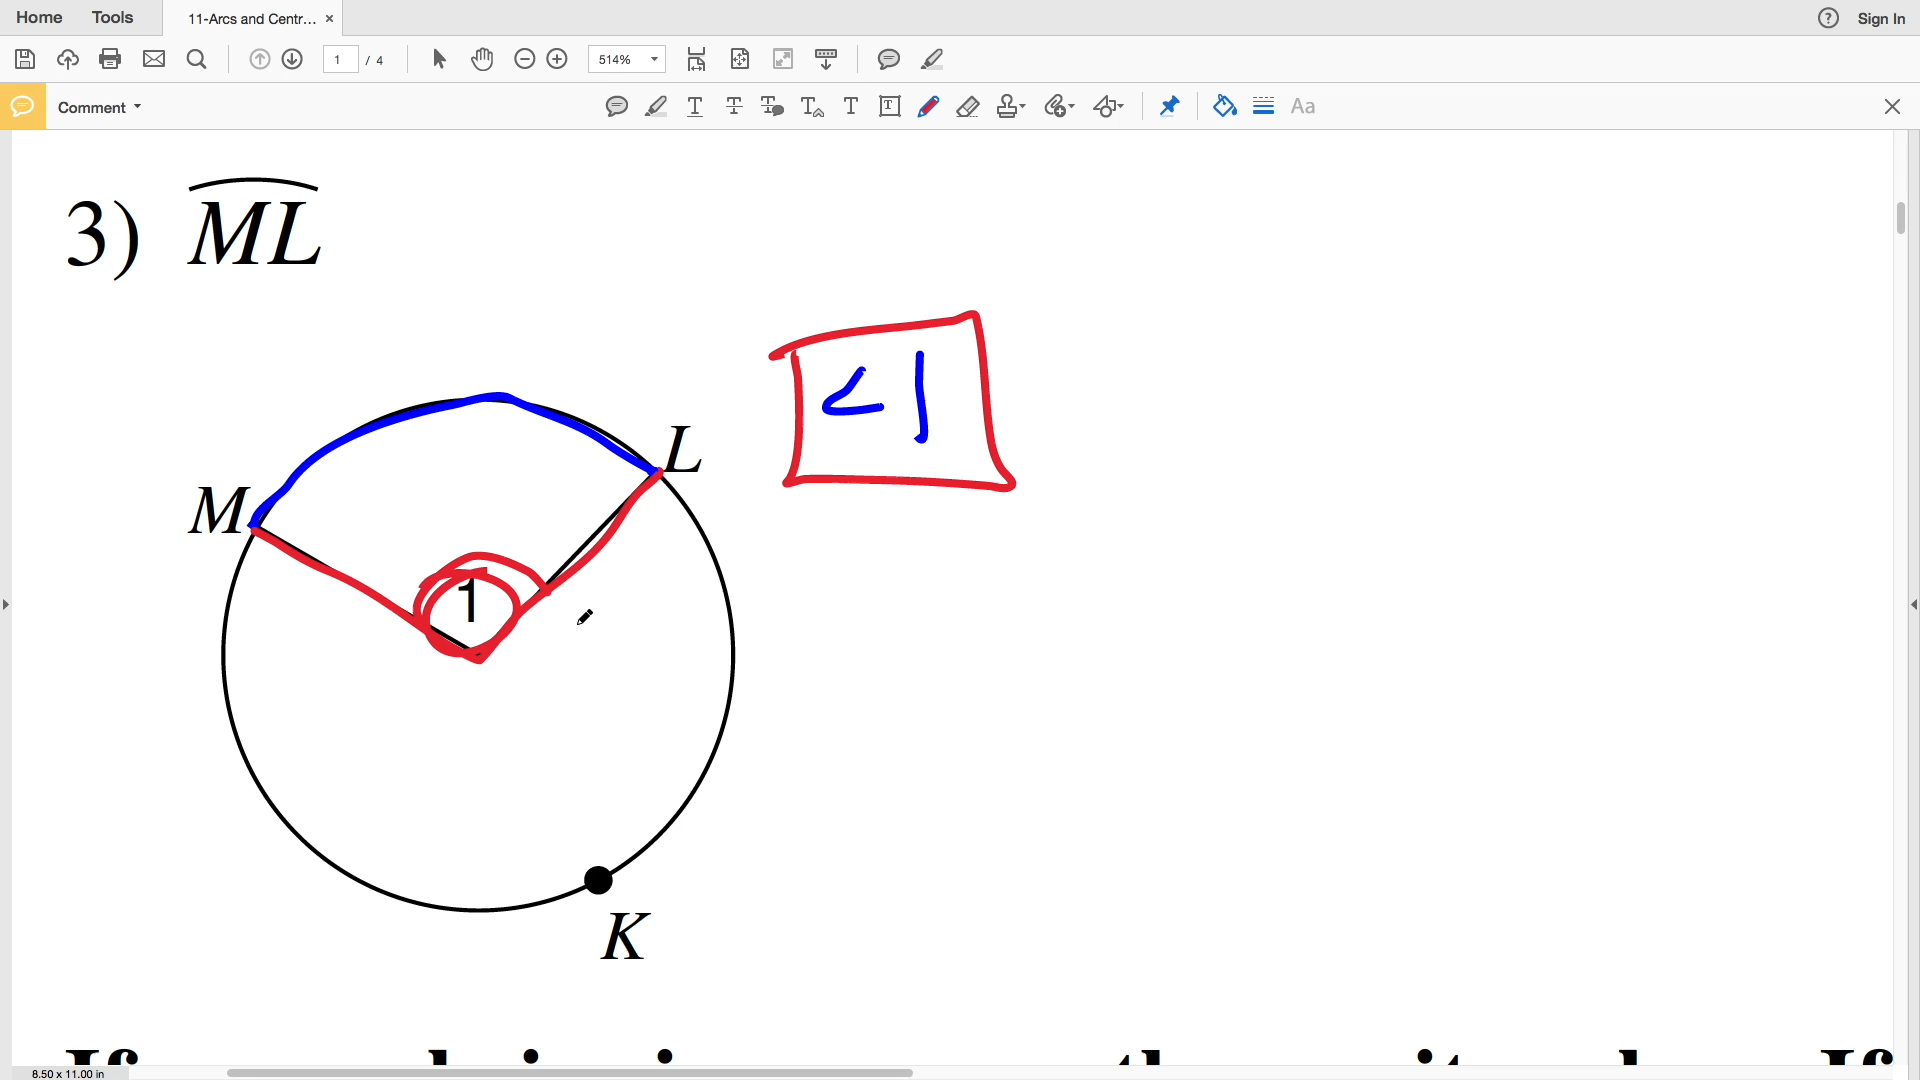 Home Tools 11-Arcs and Centr... × ? Sign In
1 / 4 514%
Comment Aa
3) ML
<1
L
M
1
K
8.50 x 11.00 in